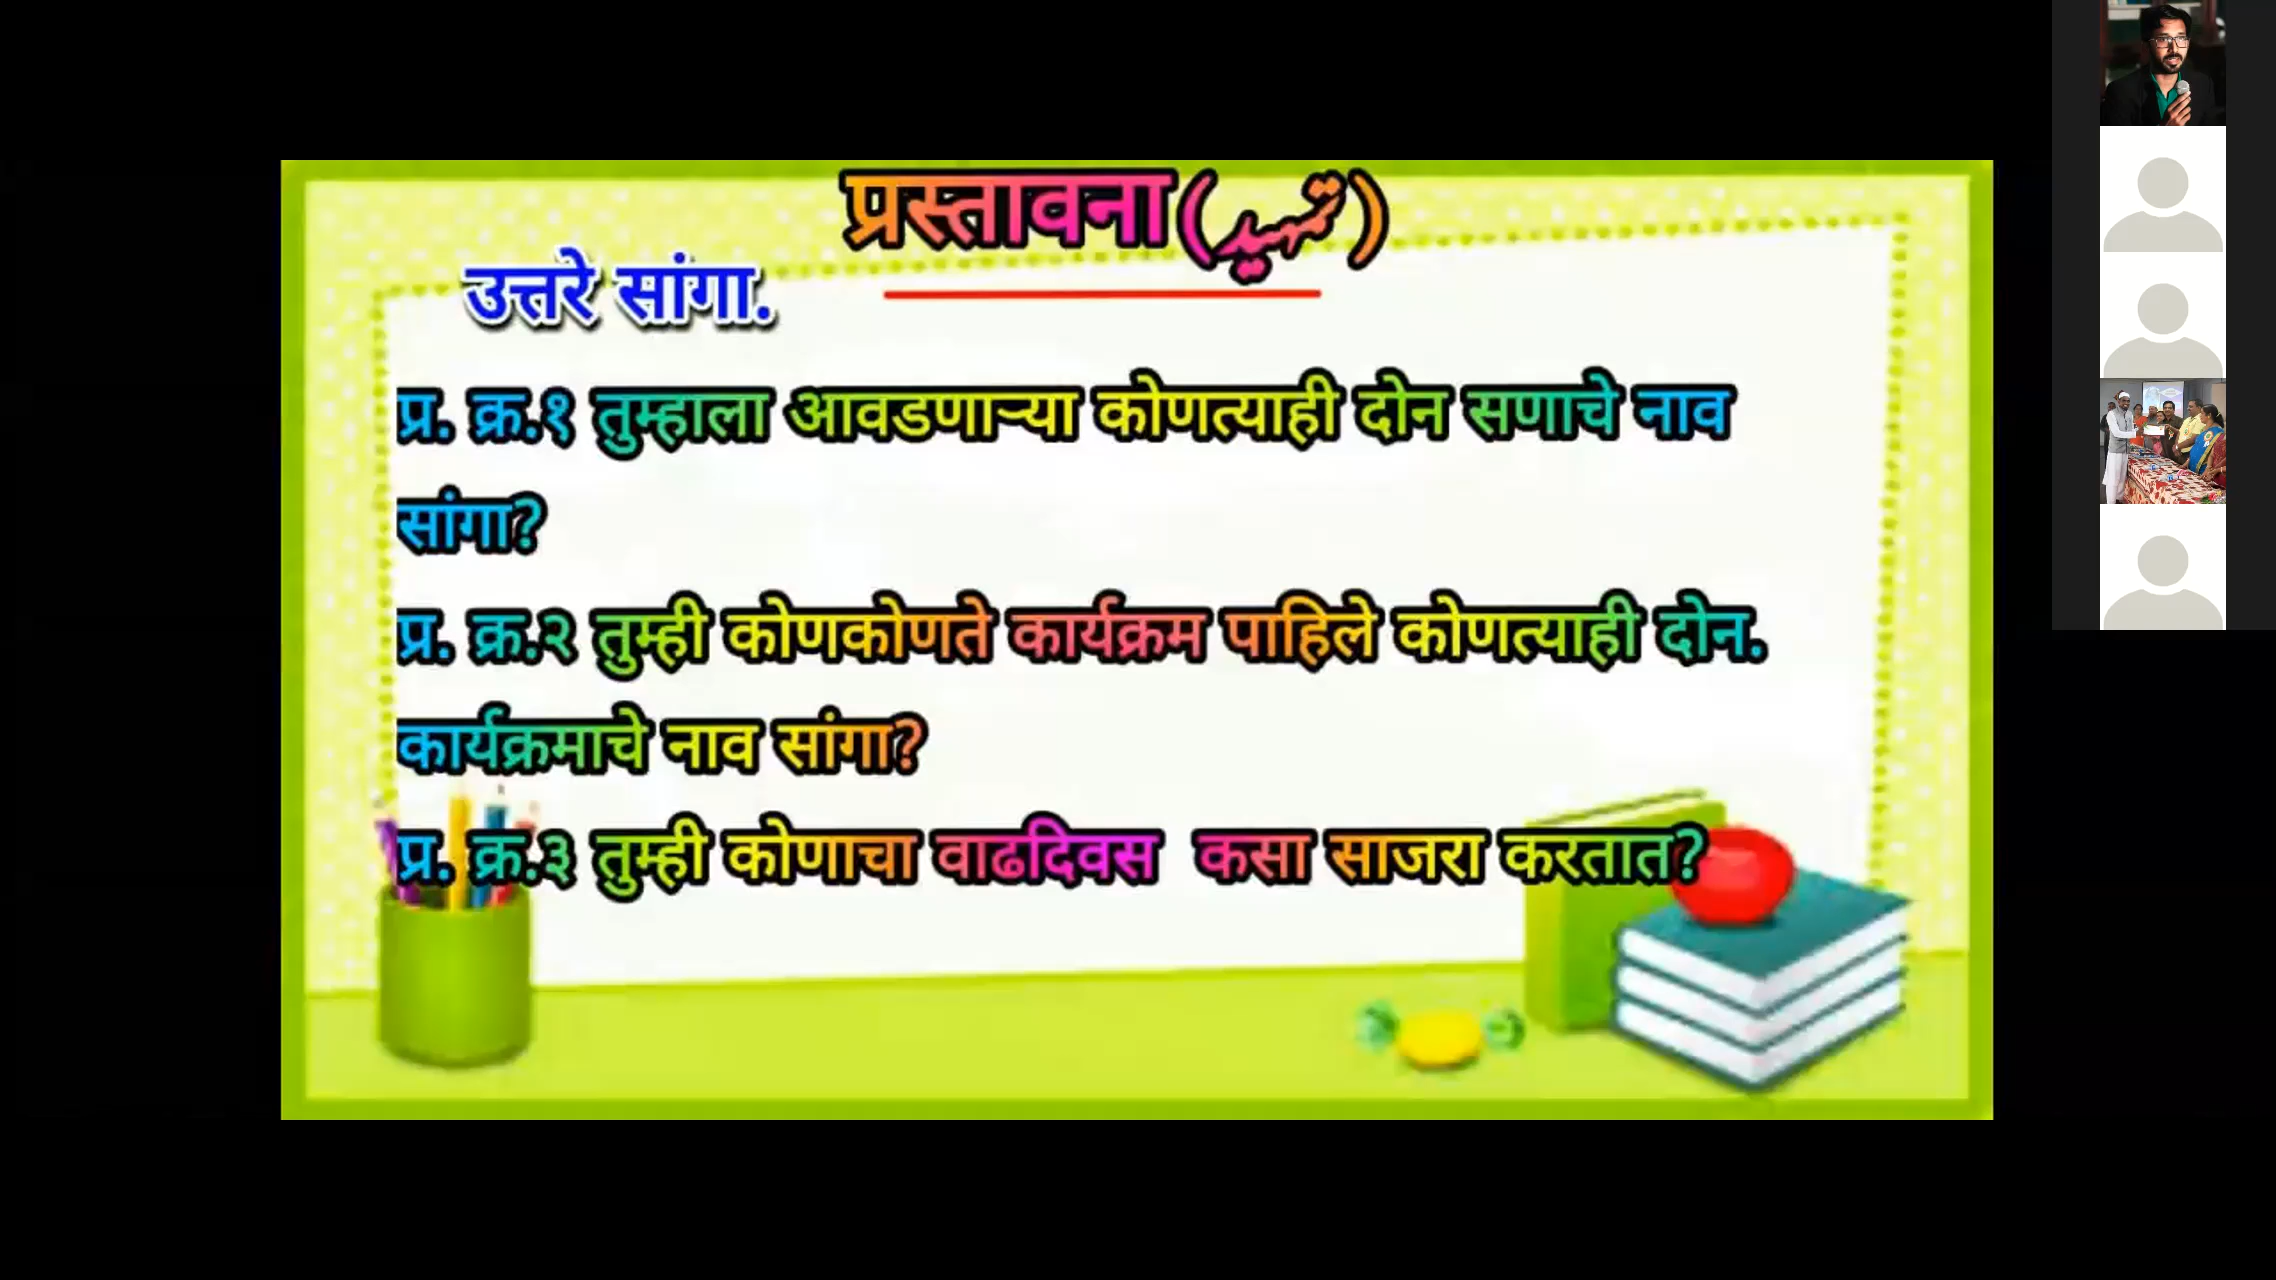 प्रस्तावना(تمہید)
उत्तरे सांगा.
प्र. क्र.१ तुम्हाला आवडणाऱ्या कोणत्याही दोन सणाचे नाव
सांगा?
प्र. क्र.२ तुम्ही कोणकोणते कार्यक्रम पाहिले कोणत्याही दोन.
कार्यक्रमाचे नाव सांगा?
प्र. क्र.३ तुम्ही कोणाचा वाढदिवस कसा साजरा करतात?